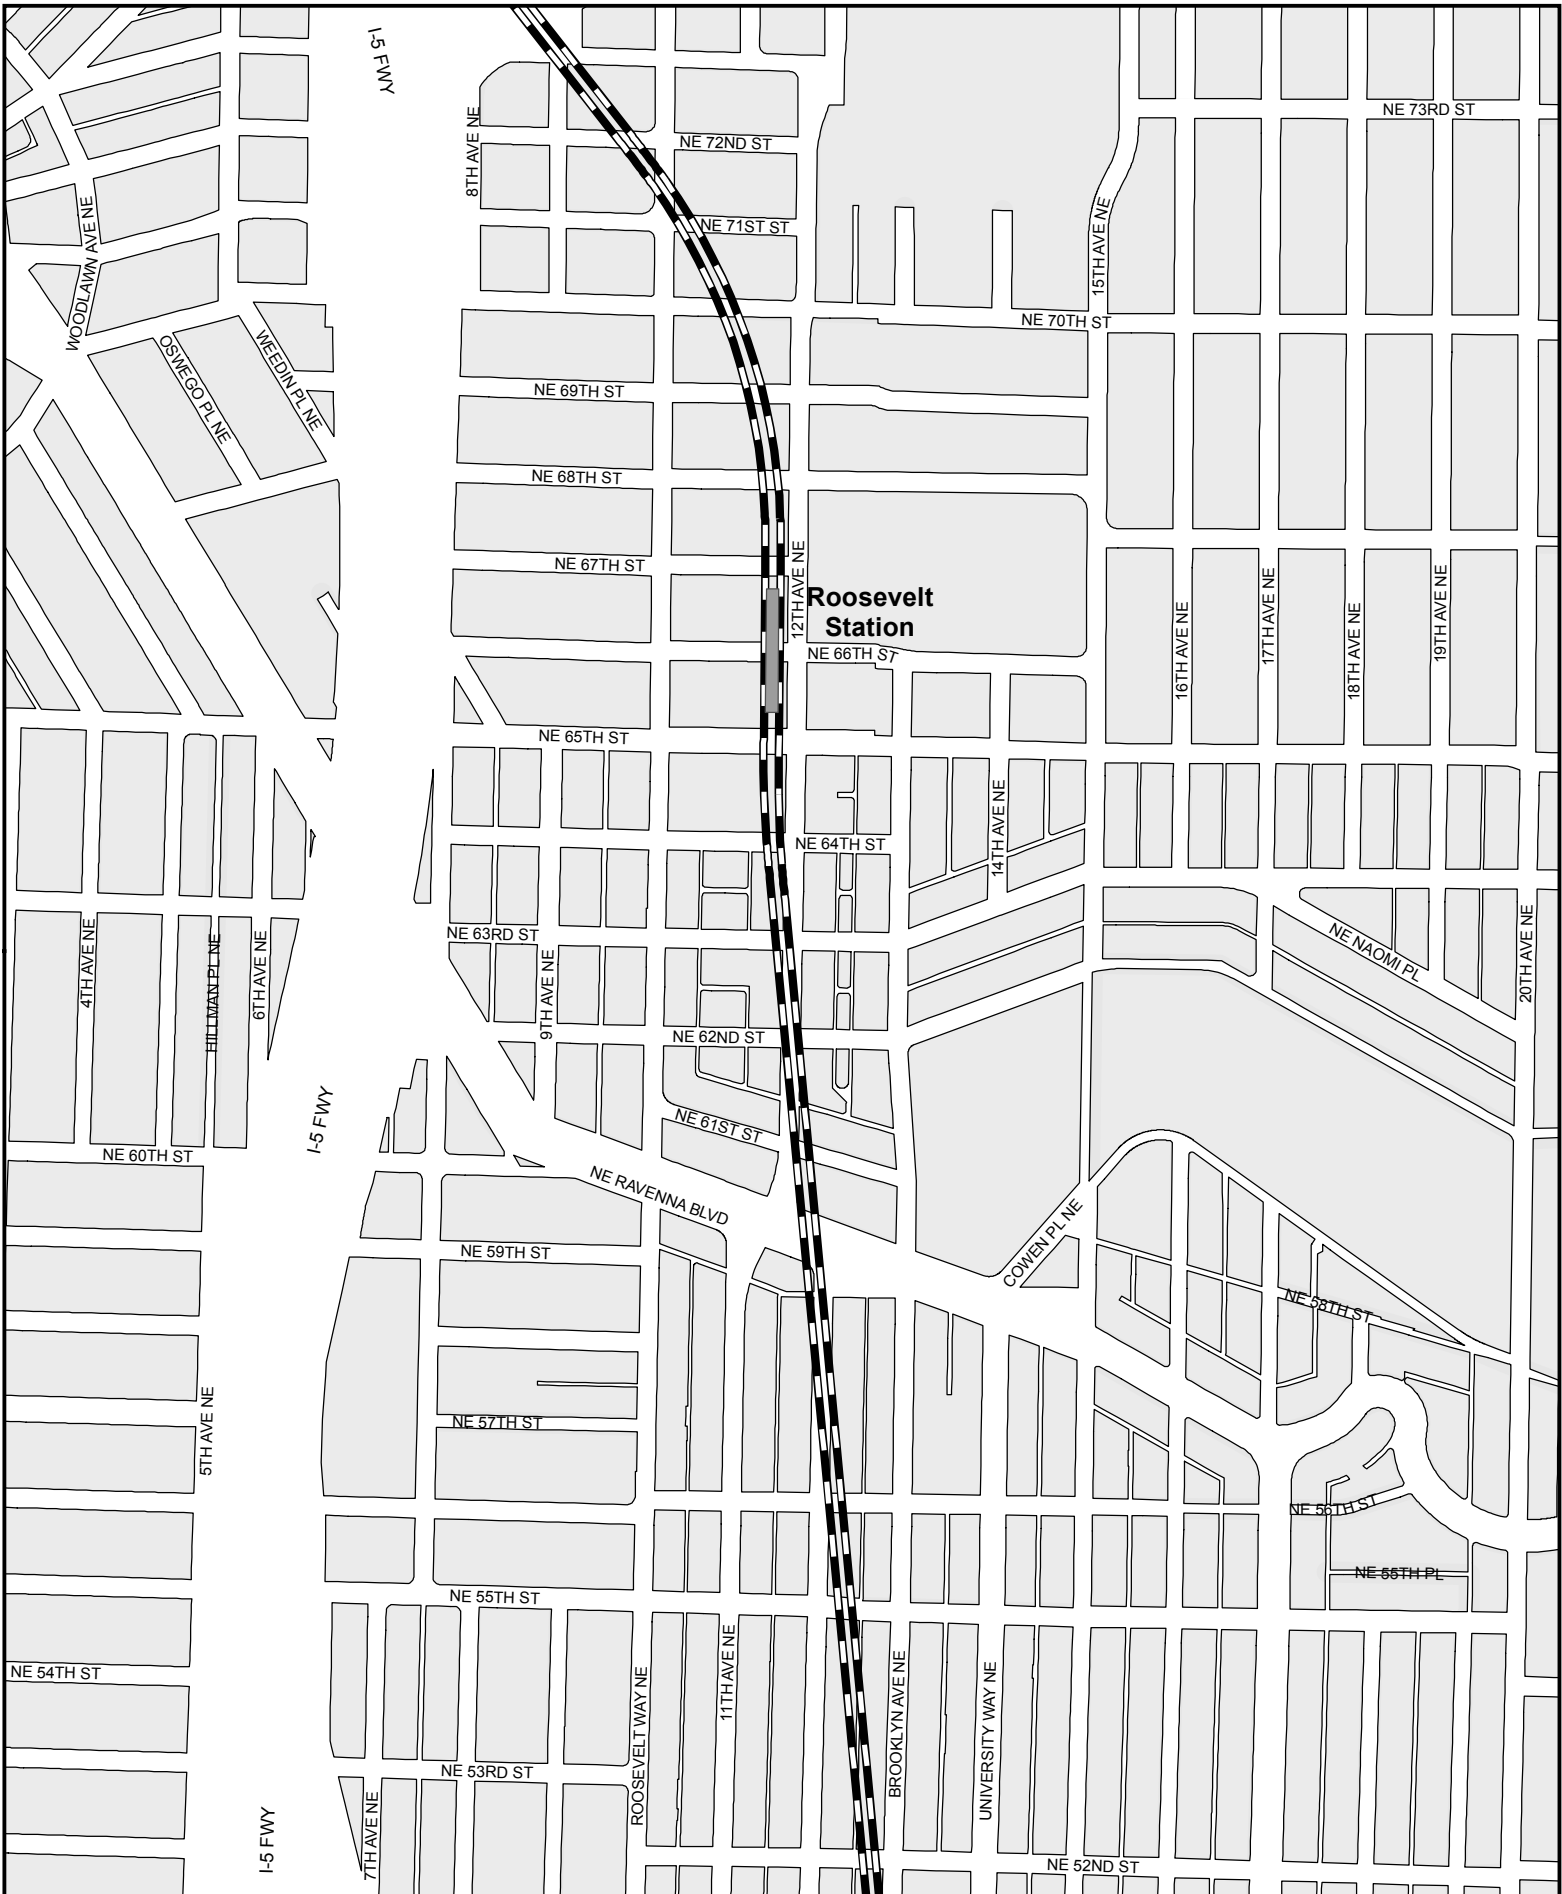 I-5 FWY
NE 73RD ST
8TH AVE NE
NE 72ND ST
NE 71ST ST
WOODLAWN AVE NE
15TH AVE NE
NE 70TH ST
OSWEGO PL NE
WEEDIN PL NE
NE 69TH ST
NE 68TH ST
NE 67TH ST
12TH AVE NE
Roosevelt
Station
NE 66TH ST
16TH AVE NE
17TH AVE NE
18TH AVE NE
19TH AVE NE
NE 65TH ST
14TH AVE NE
NE 64TH ST
NE 63RD ST
4TH AVE NE
HILLMAN PL NE
6TH AVE NE
9TH AVE NE
NE NAOMI PL
20TH AVE NE
NE 62ND ST
I-5 FWY
NE 61ST ST
NE 60TH ST
NE RAVENNA BLVD
COWEN PL NE
NE 59TH ST
NE 58TH ST
5TH AVE NE
NE 57TH ST
NE 56TH ST
NE 55TH PL
NE 55TH ST
NE 54TH ST
ROOSEVELT WAY NE
11TH AVE NE
BROOKLYN AVE NE
UNIVERSITY WAY NE
NE 53RD ST
I-5 FWY
7TH AVE NE
NE 52ND ST